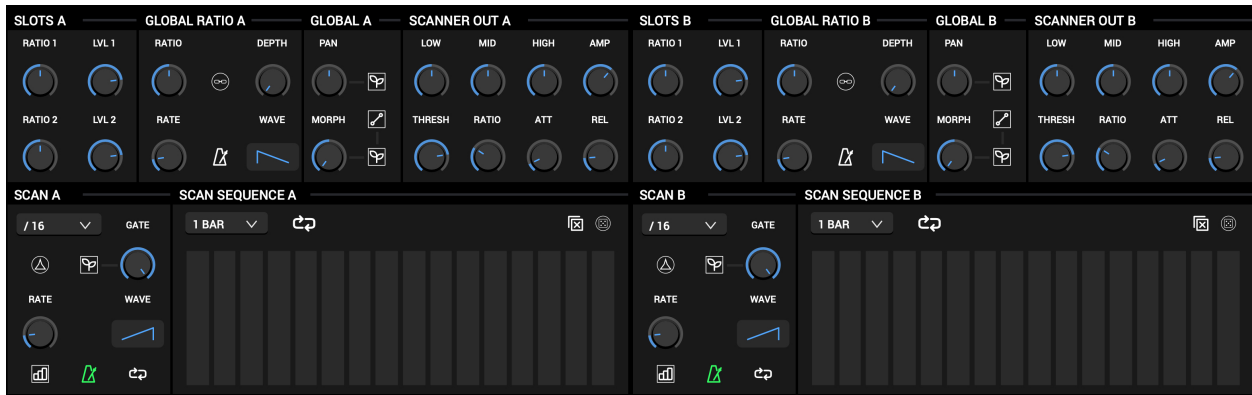 SLOTS A GLOBAL RATIO A GLOBAL A SCANNER OUT A SLOTS B GLOBAL RATIO B GLOBAL B SCANNER OUT B
RATIO 1 LVL 1 RATIO DEPTH PAN LOW MID HIGH AMP RATIO 1 LVL 1 RATIO DEPTH PAN LOW MID HIGH AMP
RATIO 2 LVL 2 RATE WAVE MORPH THRESH RATIO ATT REL RATIO 2 LVL 2 RATE WAVE MORPH THRESH RATIO ATT REL
SCAN A SCAN SEQUENCE A SCAN B SCAN SEQUENCE B
/ 16 GATE 1 BAR / 16 GATE 1 BAR
RATE WAVE RATE WAVE